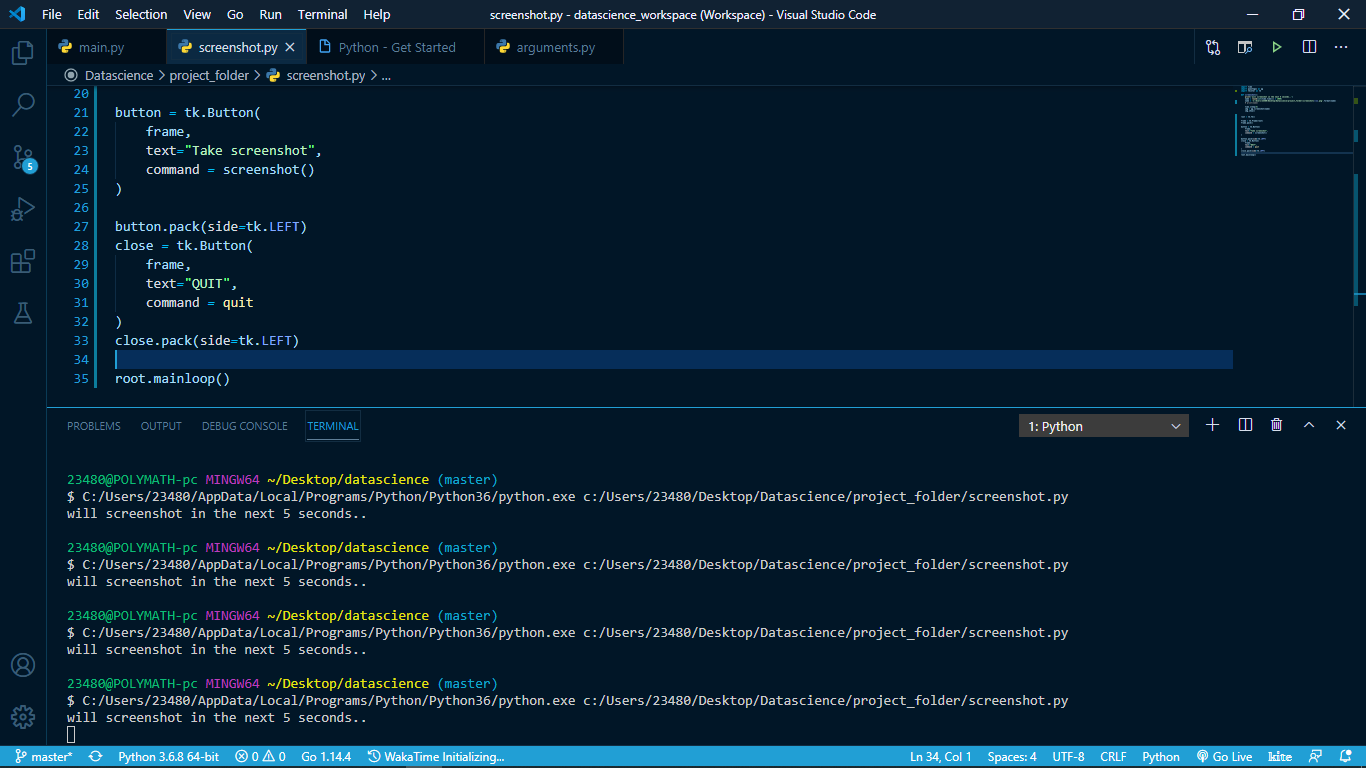 File Edit Selection View Go Run Terminal Help screenshot.py - datascience_workspace (Workspace) - Visual Studio Code
main.py screenshot.py Python - Get Started arguments.py
Datascience > project_folder > screenshot.py > ...
20
21 button = tk.Button(
22 frame,
23 text="Take screenshot",
24 command = screenshot()
25 )
26
27 button.pack(side=tk.LEFT)
28 close = tk.Button(
29 frame,
30 text="QUIT",
31 command = quit
32 )
33 close.pack(side=tk.LEFT)
34
35 root.mainloop()
5
PROBLEMS OUTPUT DEBUG CONSOLE TERMINAL 1: Python
23480@POLYMATH-pc MINGW64 ~/Desktop/datascience (master)
$ C:/Users/23480/AppData/Local/Programs/Python/Python36/python.exe c:/Users/23480/Desktop/Datascience/project_folder/screenshot.py
will screenshot in the next 5 seconds..
23480@POLYMATH-pc MINGW64 ~/Desktop/datascience (master)
$ C:/Users/23480/AppData/Local/Programs/Python/Python36/python.exe c:/Users/23480/Desktop/Datascience/project_folder/screenshot.py
will screenshot in the next 5 seconds..
23480@POLYMATH-pc MINGW64 ~/Desktop/datascience (master)
$ C:/Users/23480/AppData/Local/Programs/Python/Python36/python.exe c:/Users/23480/Desktop/Datascience/project_folder/screenshot.py
will screenshot in the next 5 seconds..
23480@POLYMATH-pc MINGW64 ~/Desktop/datascience (master)
$ C:/Users/23480/AppData/Local/Programs/Python/Python36/python.exe c:/Users/23480/Desktop/Datascience/project_folder/screenshot.py
will screenshot in the next 5 seconds..
master* Python 3.6.8 64-bit 0 0 Go 1.14.4 WakaTime Initializing... Ln 34, Col 1 Spaces: 4 UTF-8 CRLF Python Go Live kite